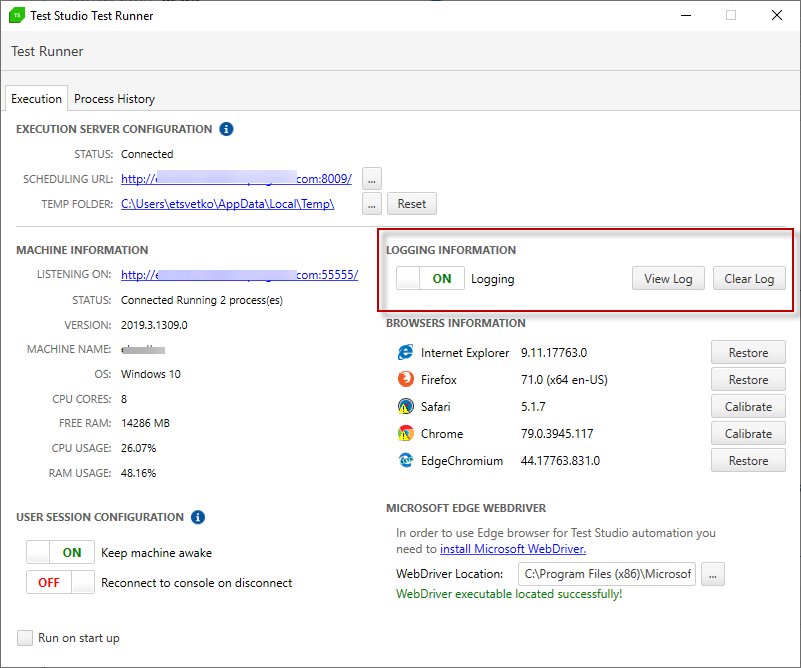 Test Studio Test Runner
Test Runner
Execution Process History
EXECUTION SERVER CONFIGURATION
STATUS: Connected
SCHEDULING URL: http:// com:8009/ ...
TEMP FOLDER: C:\Users\etsvetko\AppData\Local\Temp\ ... Reset
MACHINE INFORMATION
LISTENING ON: http:// com:55555/
STATUS: Connected Running 2 process(es)
VERSION: 2019.3.1309.0
MACHINE NAME:
OS: Windows 10
CPU CORES: 8
FREE RAM: 14286 MB
CPU USAGE: 26.07%
RAM USAGE: 48.16%
USER SESSION CONFIGURATION
ON Keep machine awake
OFF Reconnect to console on disconnect
Run on start up
LOGGING INFORMATION
ON Logging View Log Clear Log
BROWSERS INFORMATION
Internet Explorer 9.11.17763.0 Restore
Firefox 71.0 (x64 en-US) Restore
Safari 5.1.7 Calibrate
Chrome 79.0.3945.117 Calibrate
EdgeChromium 44.17763.831.0 Restore
MICROSOFT EDGE WEBDRIVER
In order to use Edge browser for Test Studio automation you
need to install Microsoft WebDriver.
WebDriver Location: C:\Program Files (x86)\Microsof ...
WebDriver executable located successfully!